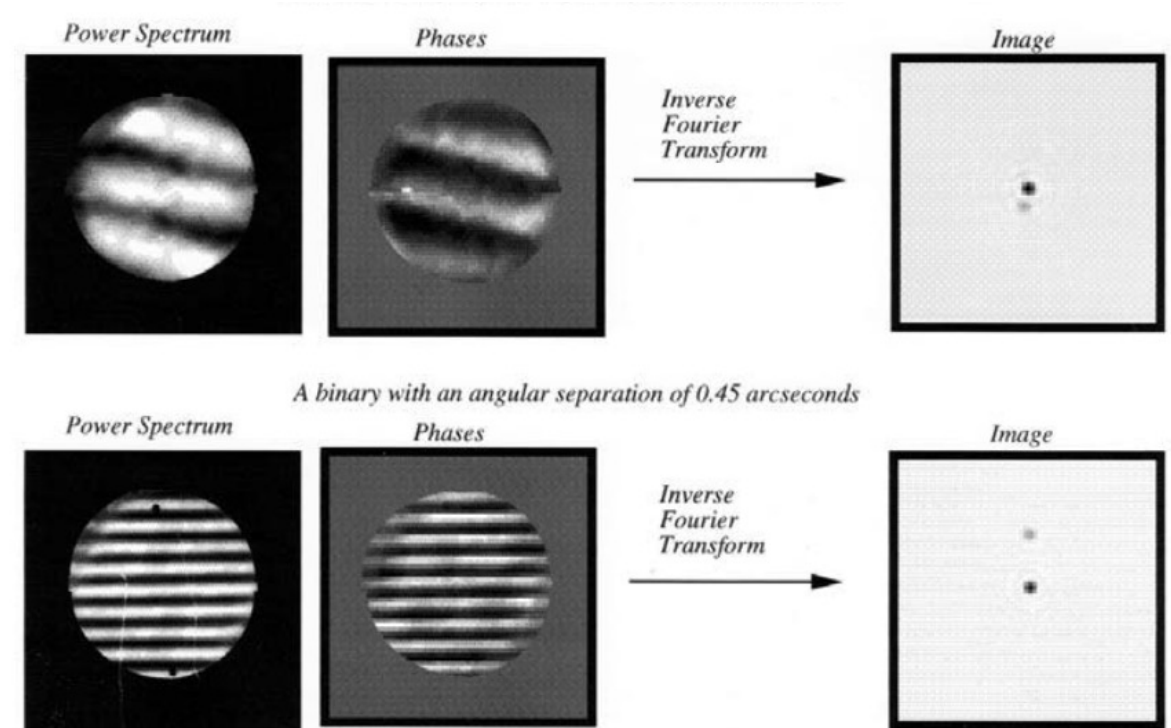 Power Spectrum
Phases
Image
Inverse
Fourier
Transform
A binary with an angular separation of 0.45 arcseconds
Power Spectrum
Phases
Image
Inverse
Fourier
Transform